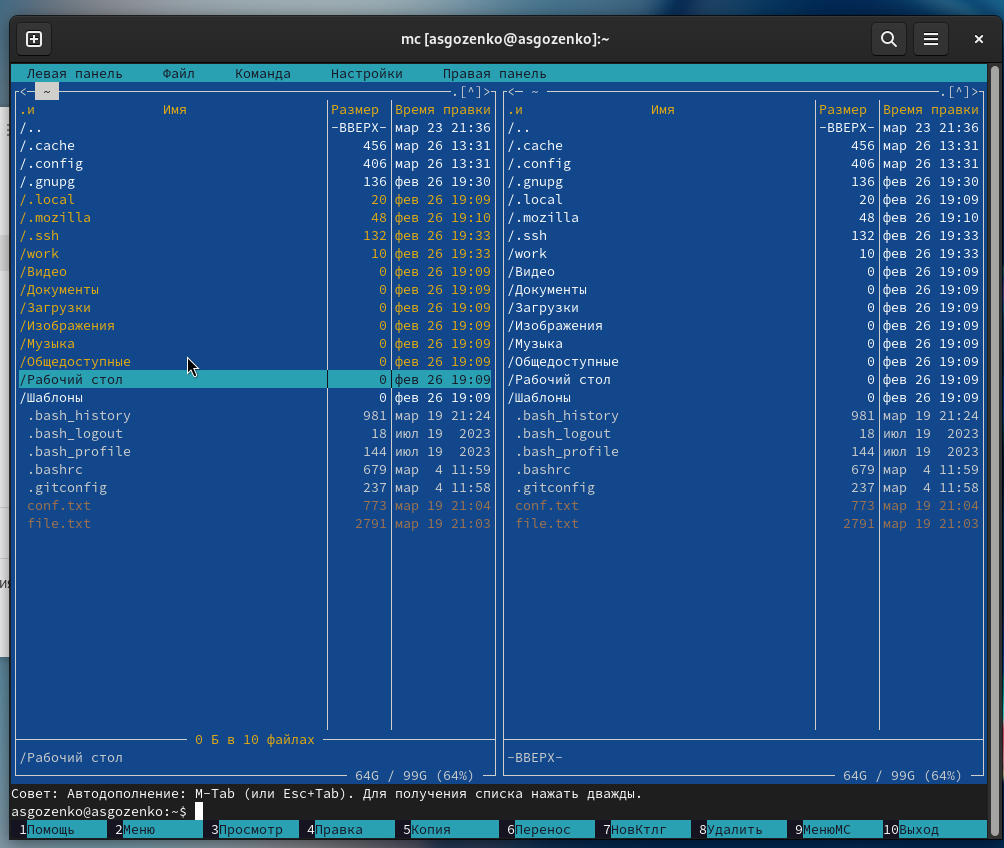 mc [asgozenko@asgozenko]:~
Левая панель Файл Команда Настройки Правая панель
<─ ~ ─.[^]>
.и Имя Размер Время правки
/.. -ВВЕРХ- мар 23 21:36
/.cache 456 мар 26 13:31
/.config 406 мар 26 13:31
/.gnupg 136 фев 26 19:30
/.local 20 фев 26 19:09
/.mozilla 48 фев 26 19:10
/.ssh 132 фев 26 19:33
/work 10 фев 26 19:33
/Видео 0 фев 26 19:09
/Документы 0 фев 26 19:09
/Загрузки 0 фев 26 19:09
/Изображения 0 фев 26 19:09
/Музыка 0 фев 26 19:09
/Общедоступные 0 фев 26 19:09
/Рабочий стол 0 фев 26 19:09
/Шаблоны 0 фев 26 19:09
.bash_history 981 мар 19 21:24
.bash_logout 18 июл 19 2023
.bash_profile 144 июл 19 2023
.bashrc 679 мар 4 11:59
.gitconfig 237 мар 4 11:58
conf.txt 773 мар 19 21:04
file.txt 2791 мар 19 21:03
0 Б в 10 файлах
/Рабочий стол
64G / 99G (64%)
<─ ~ ─.[^]>
.и Имя Размер Время правки
/.. -ВВЕРХ- мар 23 21:36
/.cache 456 мар 26 13:31
/.config 406 мар 26 13:31
/.gnupg 136 фев 26 19:30
/.local 20 фев 26 19:09
/.mozilla 48 фев 26 19:10
/.ssh 132 фев 26 19:33
/work 10 фев 26 19:33
/Видео 0 фев 26 19:09
/Документы 0 фев 26 19:09
/Загрузки 0 фев 26 19:09
/Изображения 0 фев 26 19:09
/Музыка 0 фев 26 19:09
/Общедоступные 0 фев 26 19:09
/Рабочий стол 0 фев 26 19:09
/Шаблоны 0 фев 26 19:09
.bash_history 981 мар 19 21:24
.bash_logout 18 июл 19 2023
.bash_profile 144 июл 19 2023
.bashrc 679 мар 4 11:59
.gitconfig 237 мар 4 11:58
conf.txt 773 мар 19 21:04
file.txt 2791 мар 19 21:03
-ВВЕРХ-
64G / 99G (64%)
Совет: Автодополнение: M-Tab (или Esc+Tab). Для получения списка нажать дважды.
asgozenko@asgozenko:~$
1Помощь 2Меню 3Просмотр 4Правка 5Копия 6Перенос 7НовКтлг 8Удалить 9МенюМС 10Выход